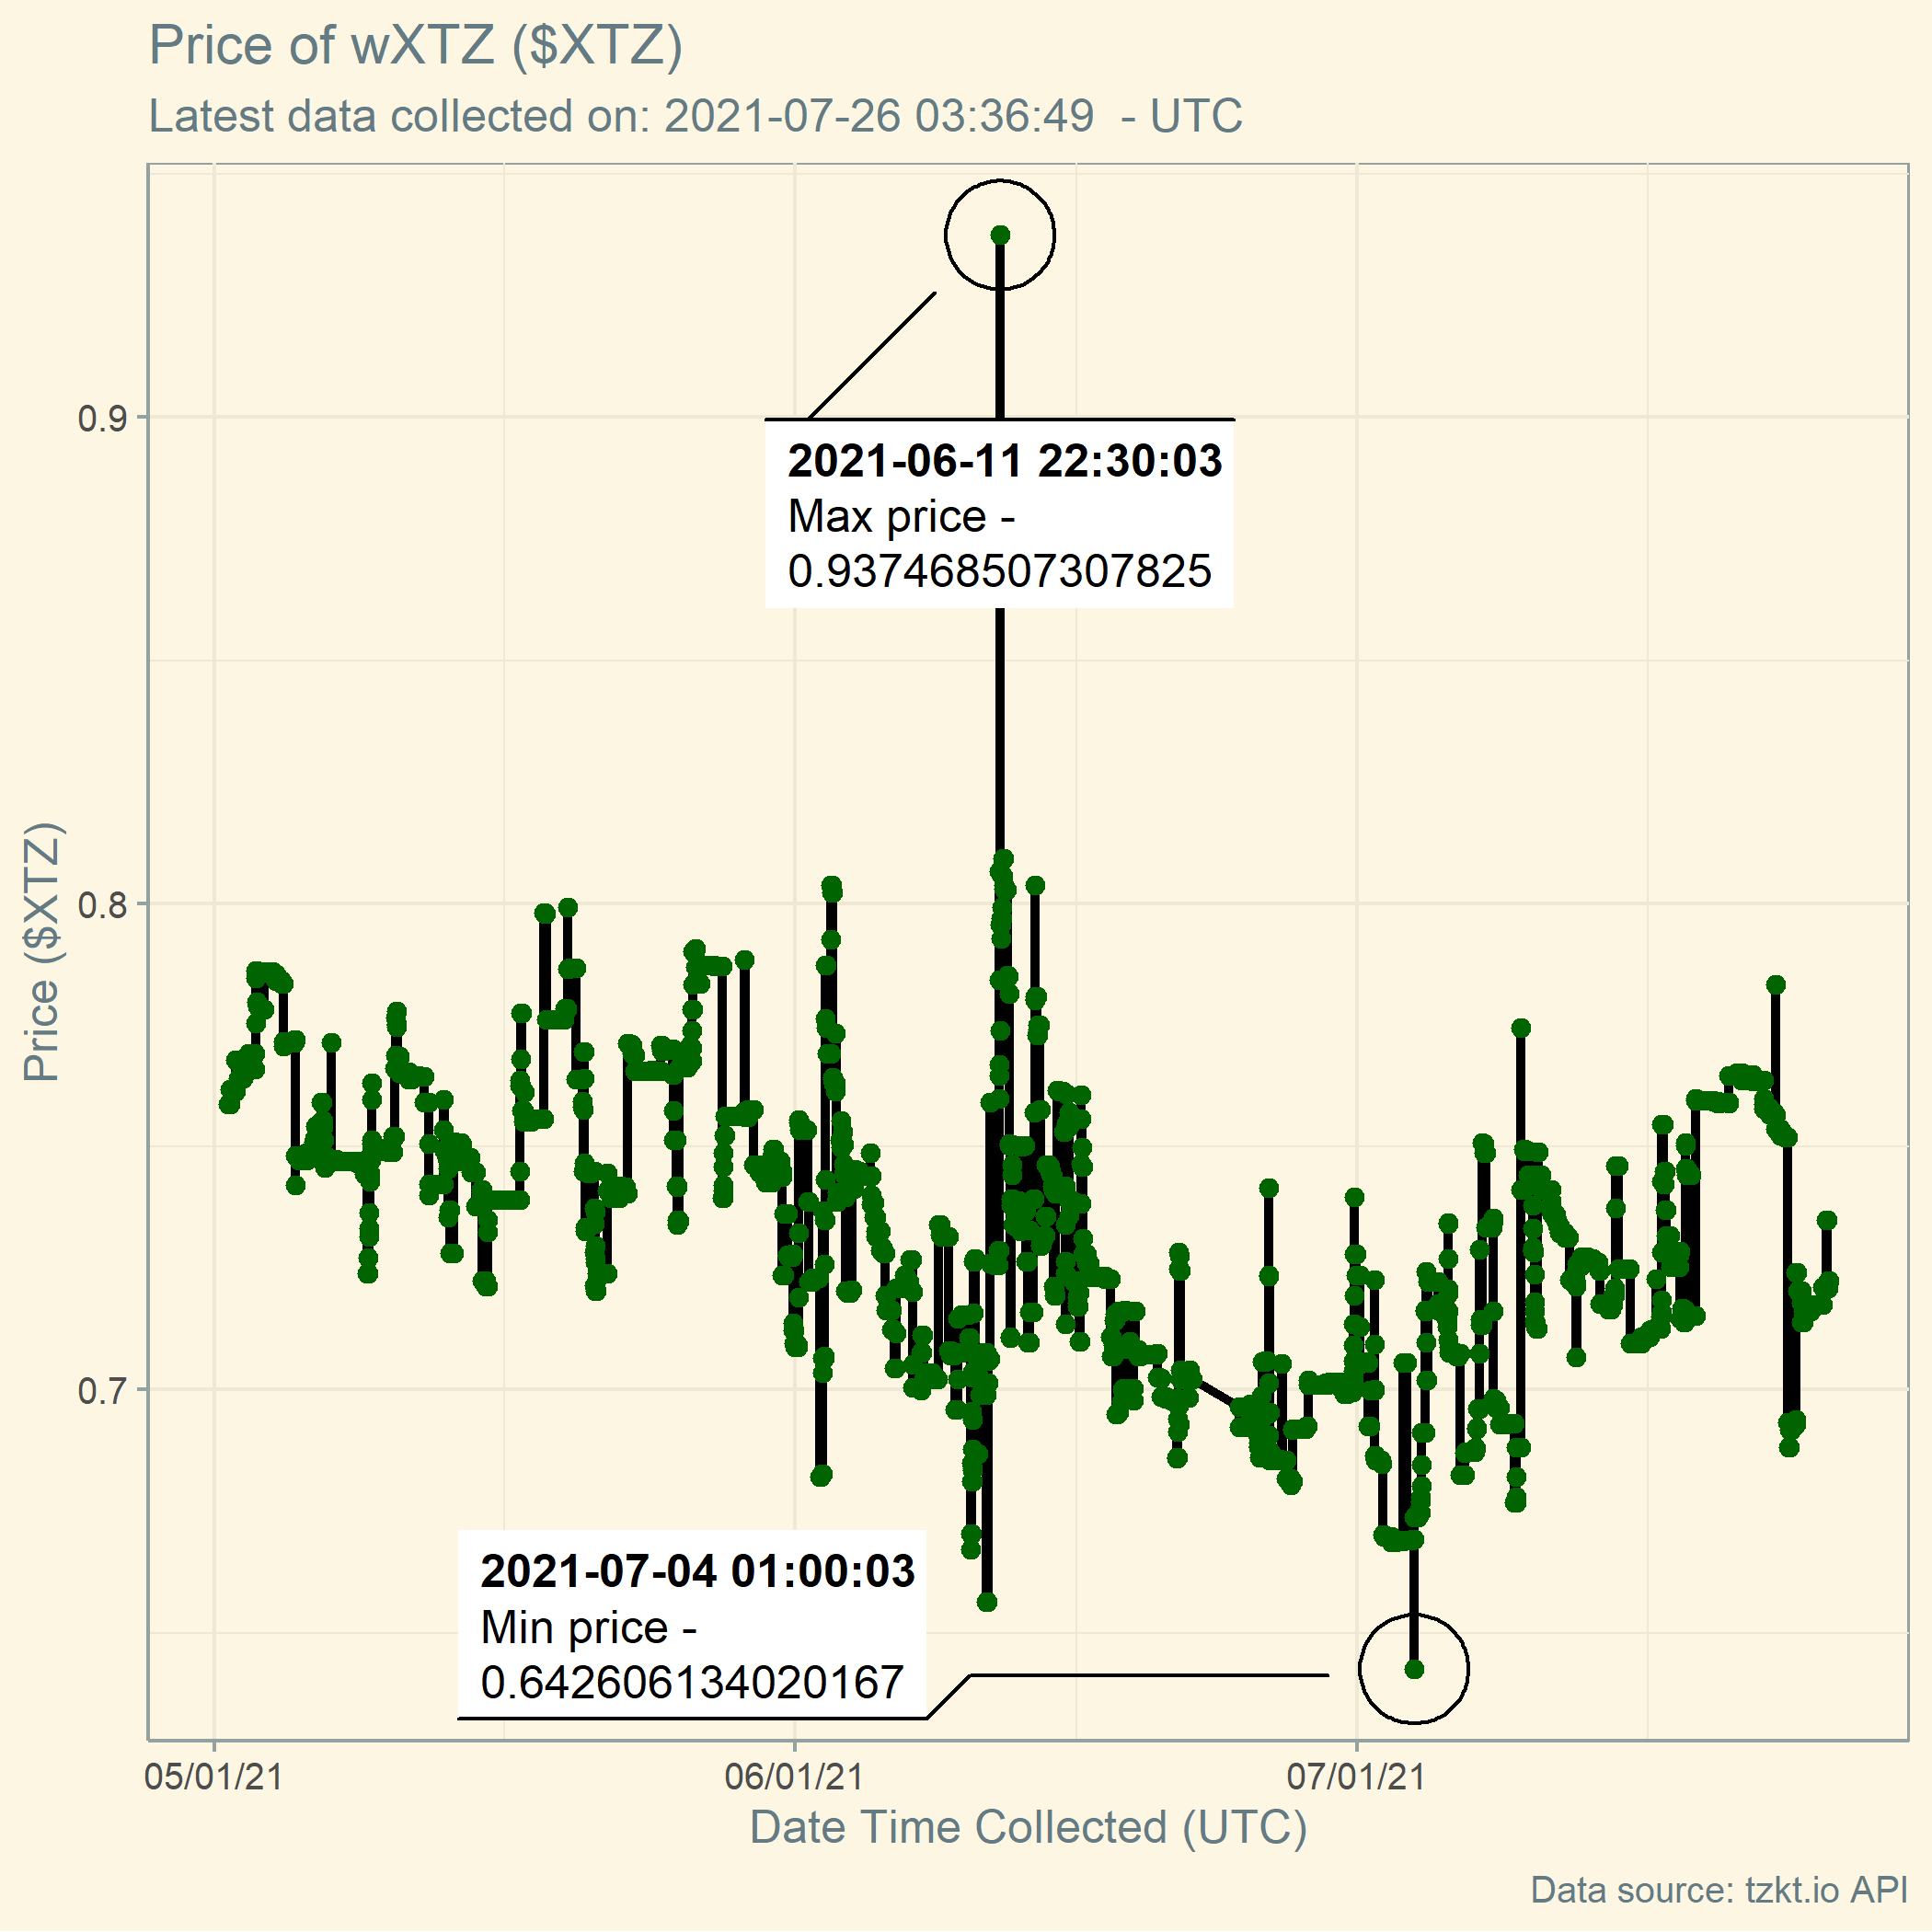 Price of wXTZ ($XTZ)
Latest data collected on: 2021-07-26 03:36:49  - UTC
2021-06-11 22:30:03
Max price -
0.937468507307825
2021-07-04 01:00:03
Min price -
0.642606134020167
Price ($XTZ)
0.9
0.8
0.7
05/01/21
06/01/21
07/01/21
Date Time Collected (UTC)
Data source: tzkt.io API